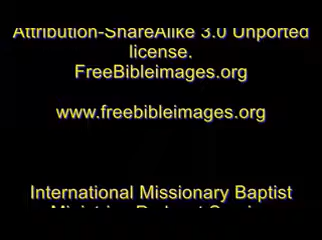 Attribution-ShareAlike 3.0 Unported
license.
FreeBibleimages.org
www.freebibleimages.org
International Missionary Baptist